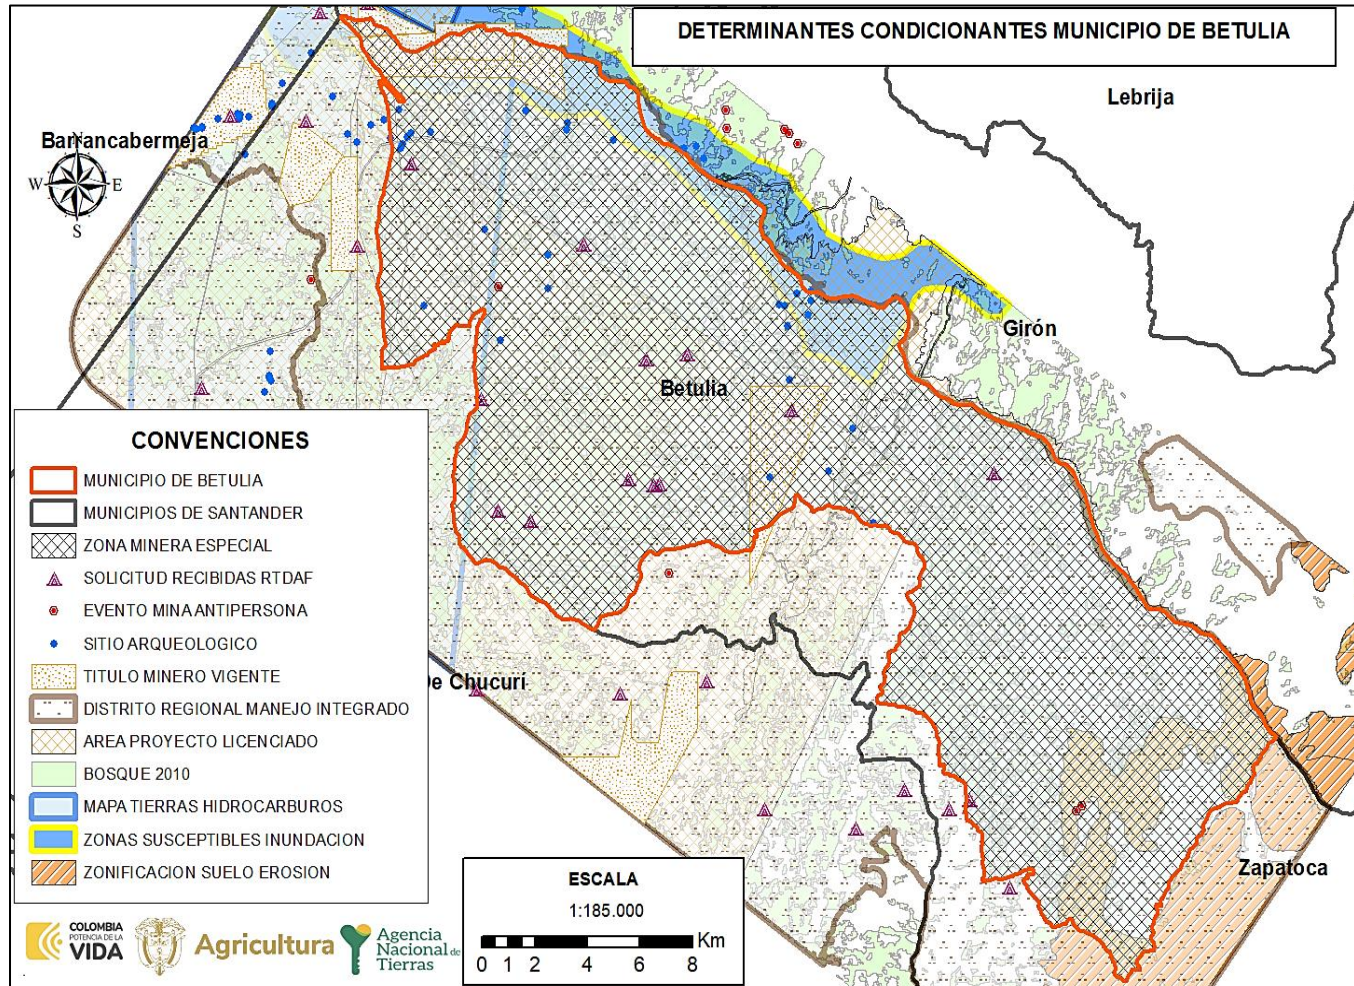 DETERMINANTES CONDICIONANTES MUNICIPIO DE BETULIA
Lebrija
Barrancabermeja
N
W E
S
Girón
Betulia
De Chucurí
Zapatoca
CONVENCIONES
MUNICIPIO DE BETULIA
MUNICIPIOS DE SANTANDER
ZONA MINERA ESPECIAL
SOLICITUD RECIBIDAS RTDAF
EVENTO MINA ANTIPERSONA
SITIO ARQUEOLOGICO
TITULO MINERO VIGENTE
DISTRITO REGIONAL MANEJO INTEGRADO
AREA PROYECTO LICENCIADO
BOSQUE 2010
MAPA TIERRAS HIDROCARBUROS
ZONAS SUSCEPTIBLES INUNDACION
ZONIFICACION SUELO EROSION
ESCALA
1:185.000
Km
0 1 2 4 6 8
COLOMBIA
POTENCIA DE LA
VIDA
Agricultura
Agencia
Nacional de
Tierras